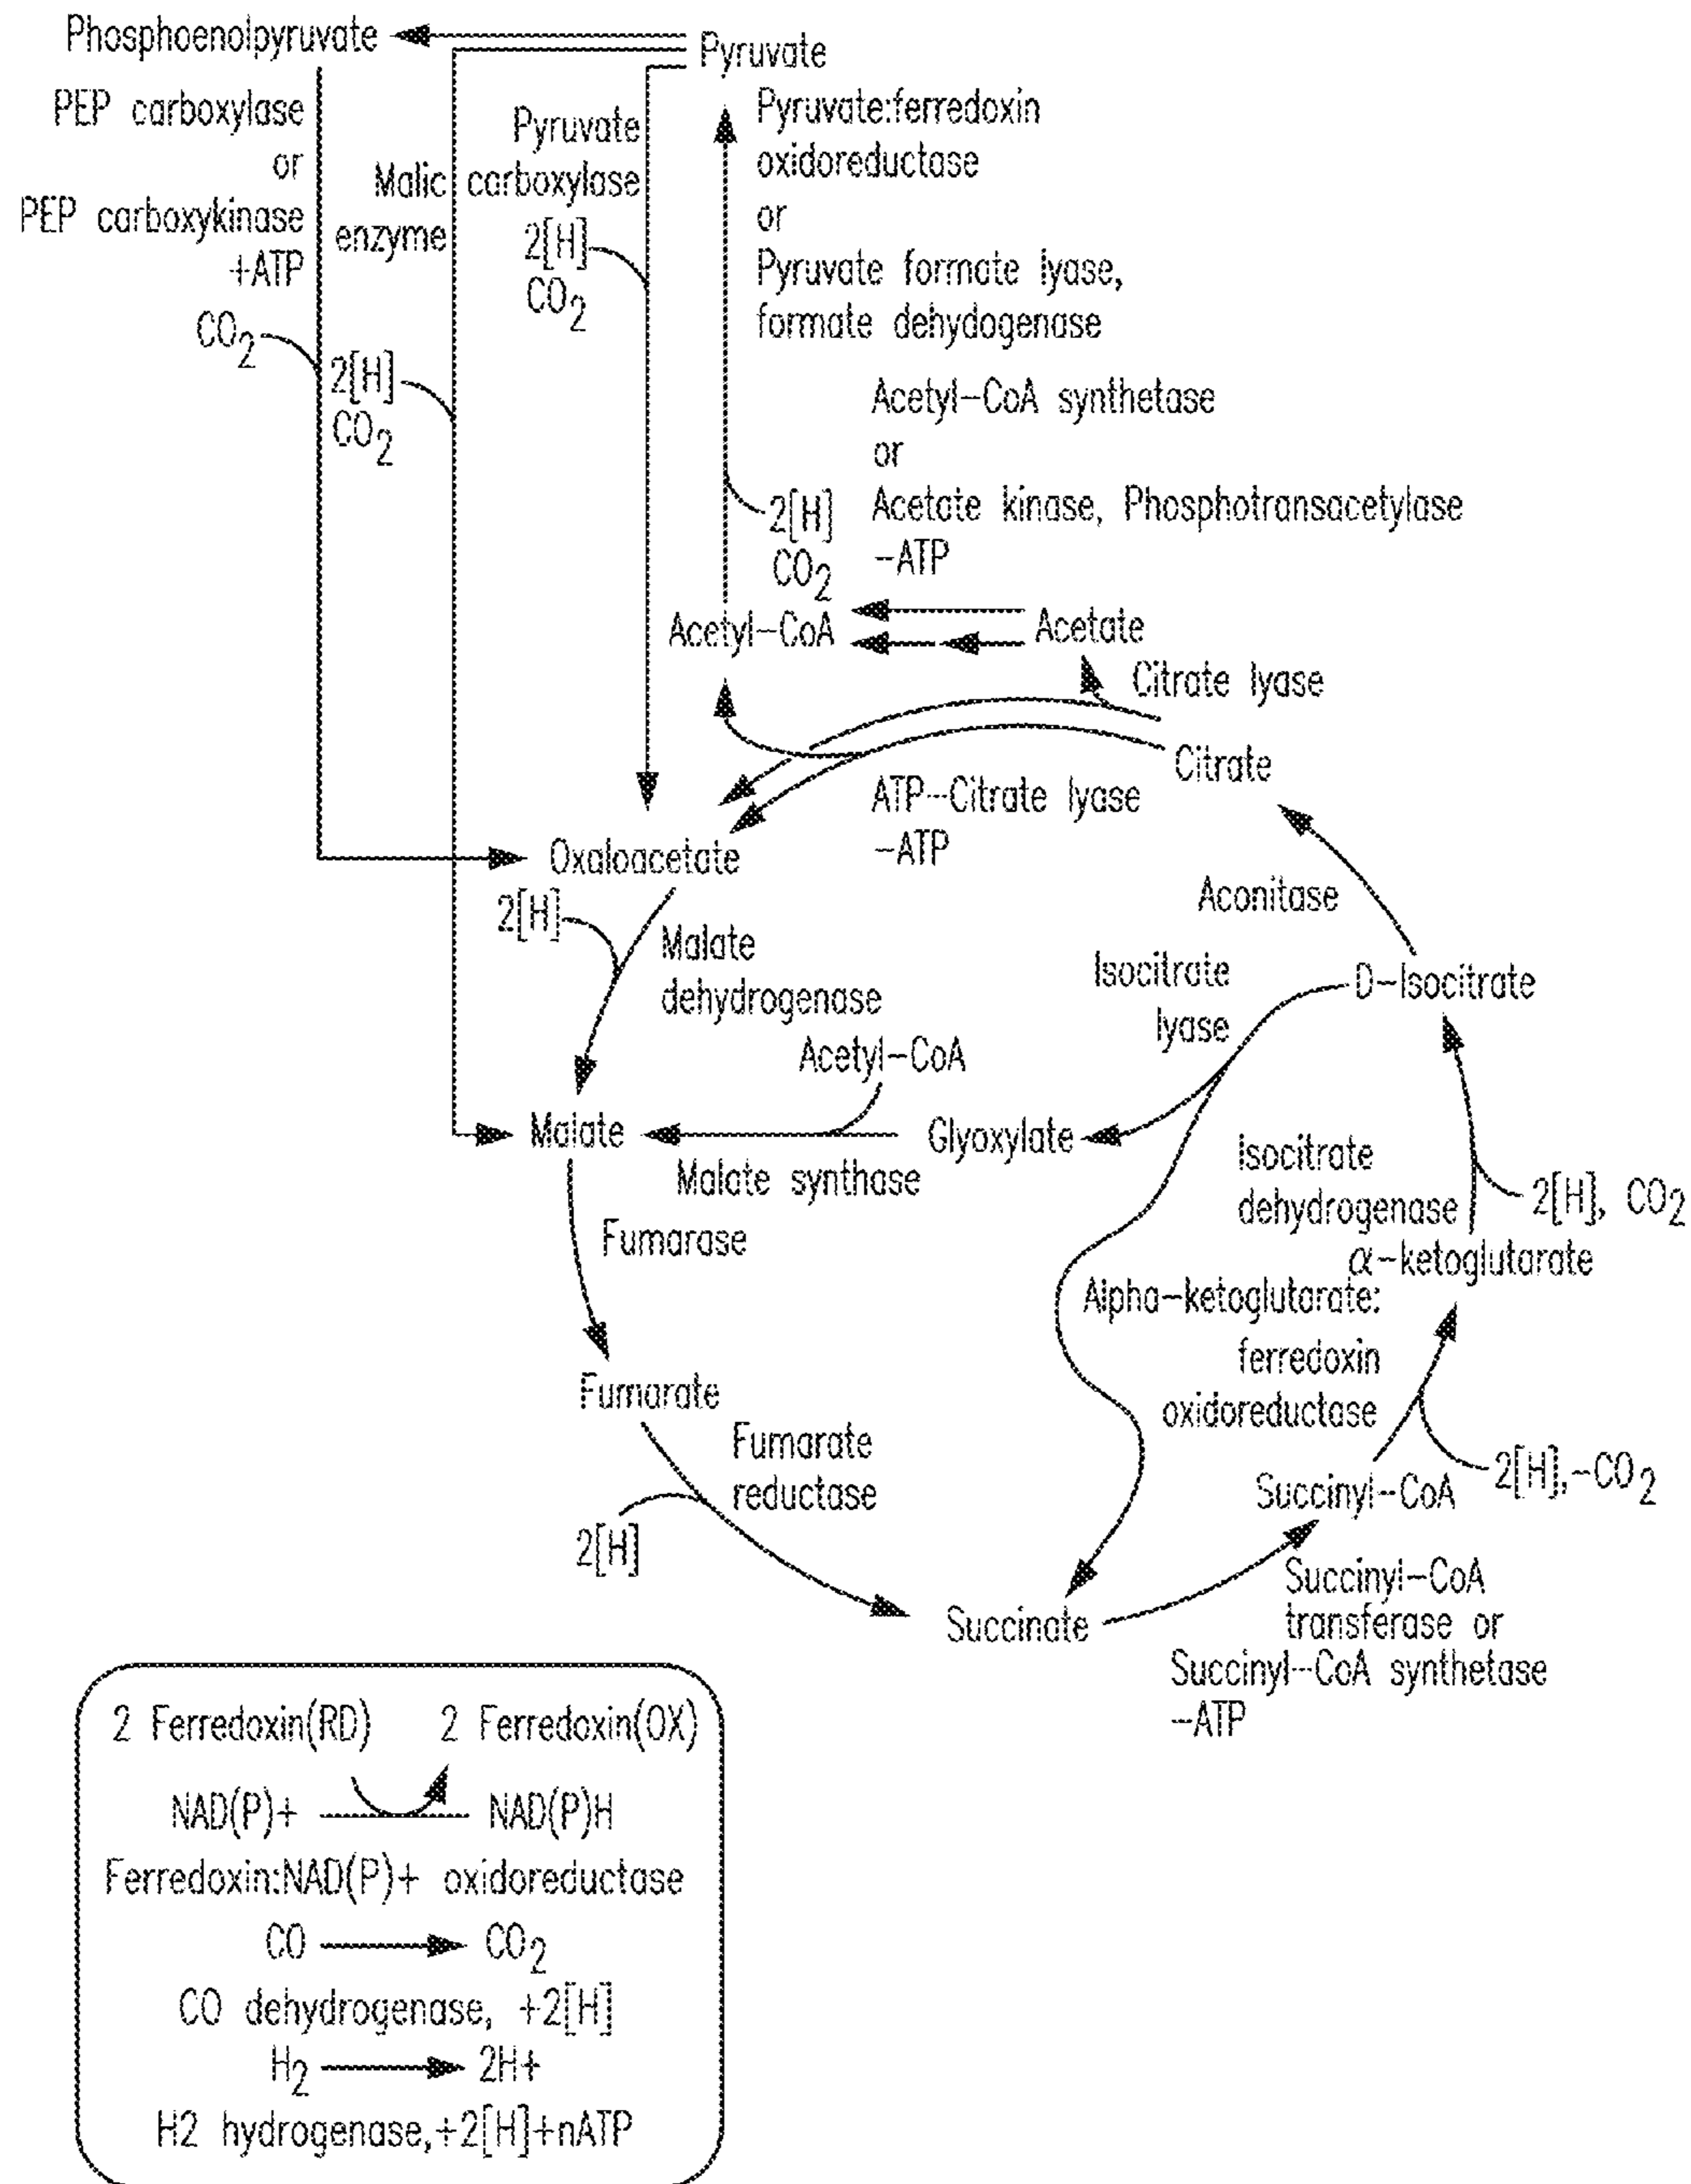 Phosphoenolpyruvate
Pyruvate
PEP carboxylase
or
PEP carboxykinase
+ATP
CO2
Malic
enzyme
2[H]
CO2
Pyruvate
carboxylase
2[H]
CO2
Pyruvate:ferredoxin
oxidoreductase
or
Pyruvate formate lyase,
formate dehydogenase
Acetyl-CoA synthetase
or
Acetate kinase, Phosphotransacetylase
-ATP
2[H]
CO2
Acetyl-CoA
Acetate
Citrate lyase
Citrate
ATP-Citrate lyase
-ATP
Oxaloacetate
2[H]
Malate
dehydrogenase
Aconitase
Isocitrate
lyase
D-Isocitrate
Acetyl-CoA
Malate
Glyoxylate
Malate synthase
Isocitrate
dehydrogenase
2[H], CO2
α-ketoglutarate
Fumarase
Alpha-ketoglutarate:
ferredoxin
oxidoreductase
Fumarate
Fumarate
reductase
2[H]
2[H],-CO2
Succinyl-CoA
Succinate
Succinyl-CoA
transferase or
Succinyl-CoA synthetase
-ATP
2 Ferredoxin(RD) 2 Ferredoxin(OX)
NAD(P)+ NAD(P)H
Ferredoxin:NAD(P)+ oxidoreductase
CO CO2
CO dehydrogenase, +2[H]
H2 2H+
H2 hydrogenase,+2[H]+nATP